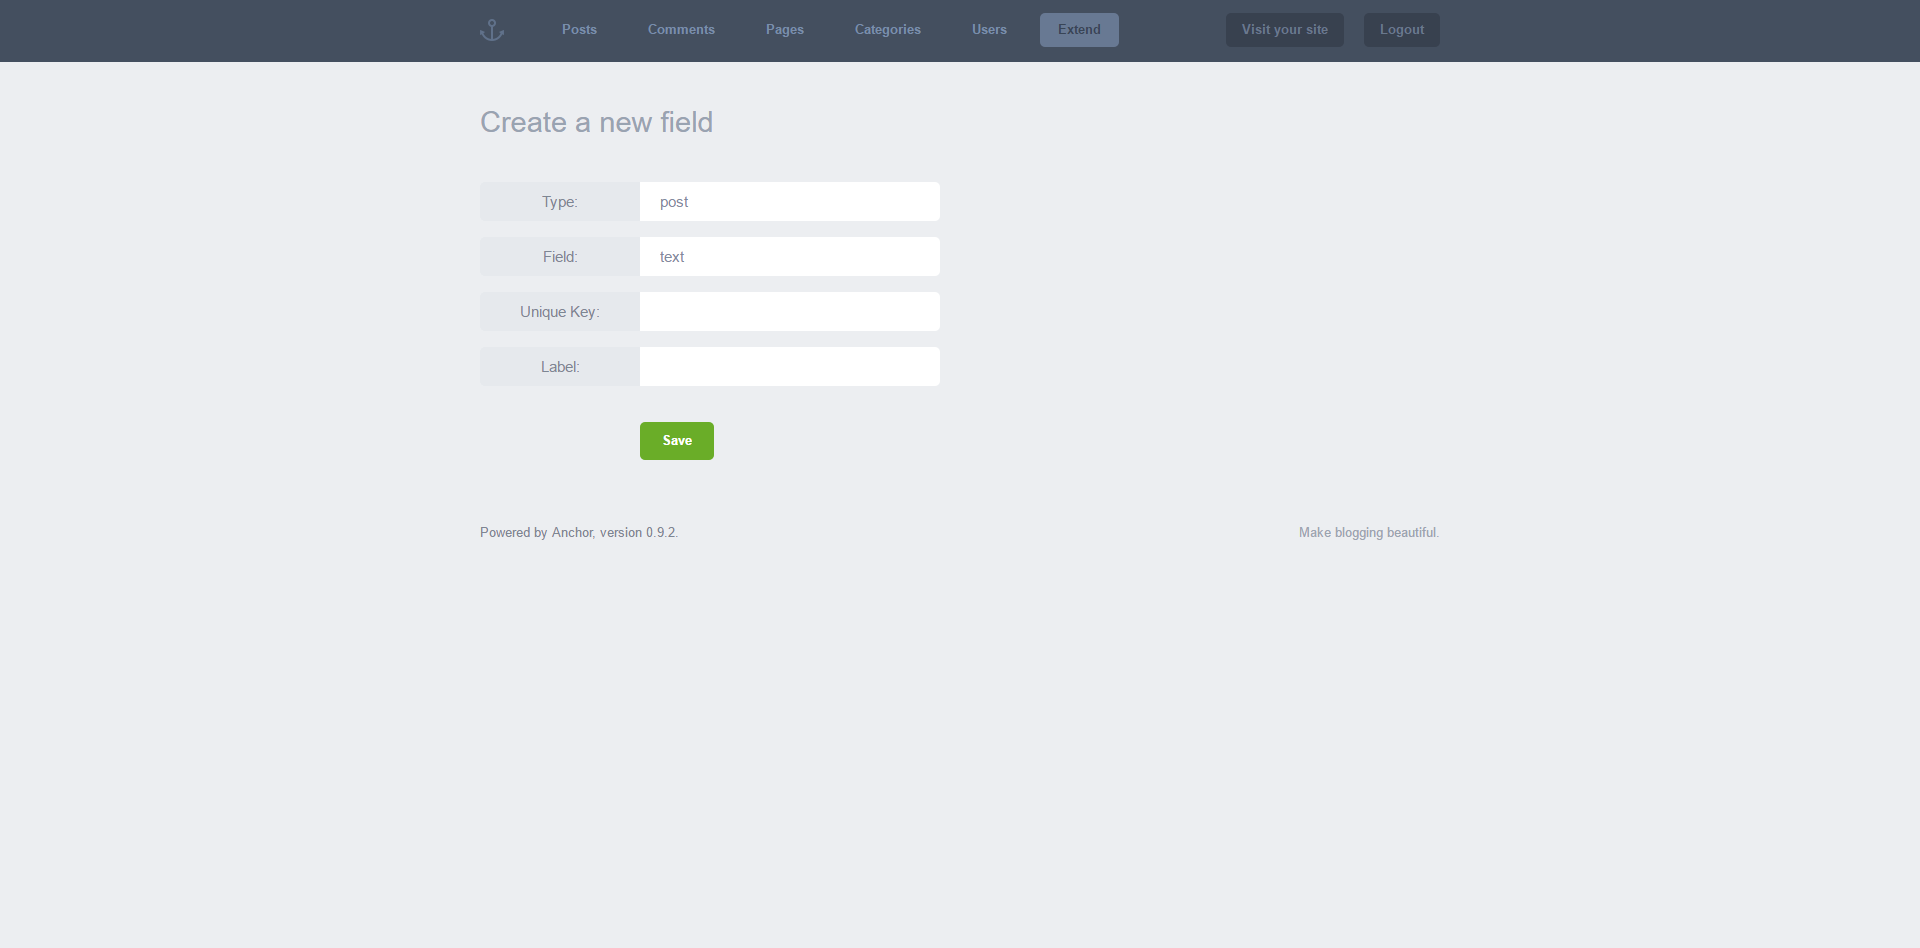 Posts Comments Pages Categories Users Extend Visit your site Logout
Create a new field
Type: post
Field: text
Unique Key:
Label:
Save
Powered by Anchor, version 0.9.2. Make blogging beautiful.